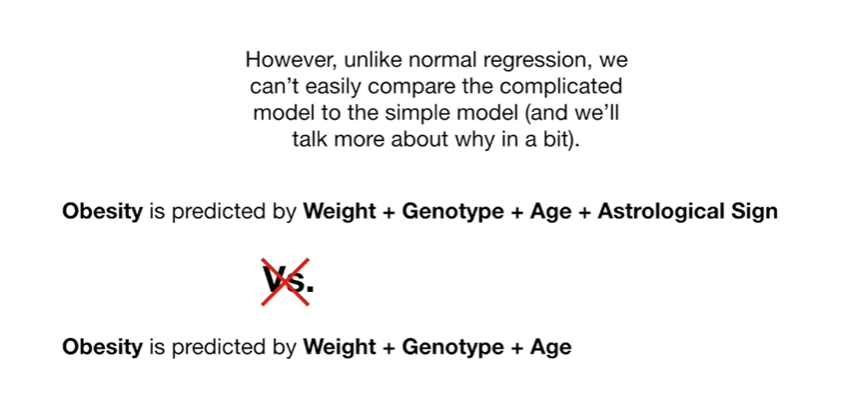 However, unlike normal regression, we
can’t easily compare the complicated
model to the simple model (and we’ll
talk more about why in a bit).
Obesity is predicted by Weight + Genotype + Age + Astrological Sign
Vs.
Obesity is predicted by Weight + Genotype + Age